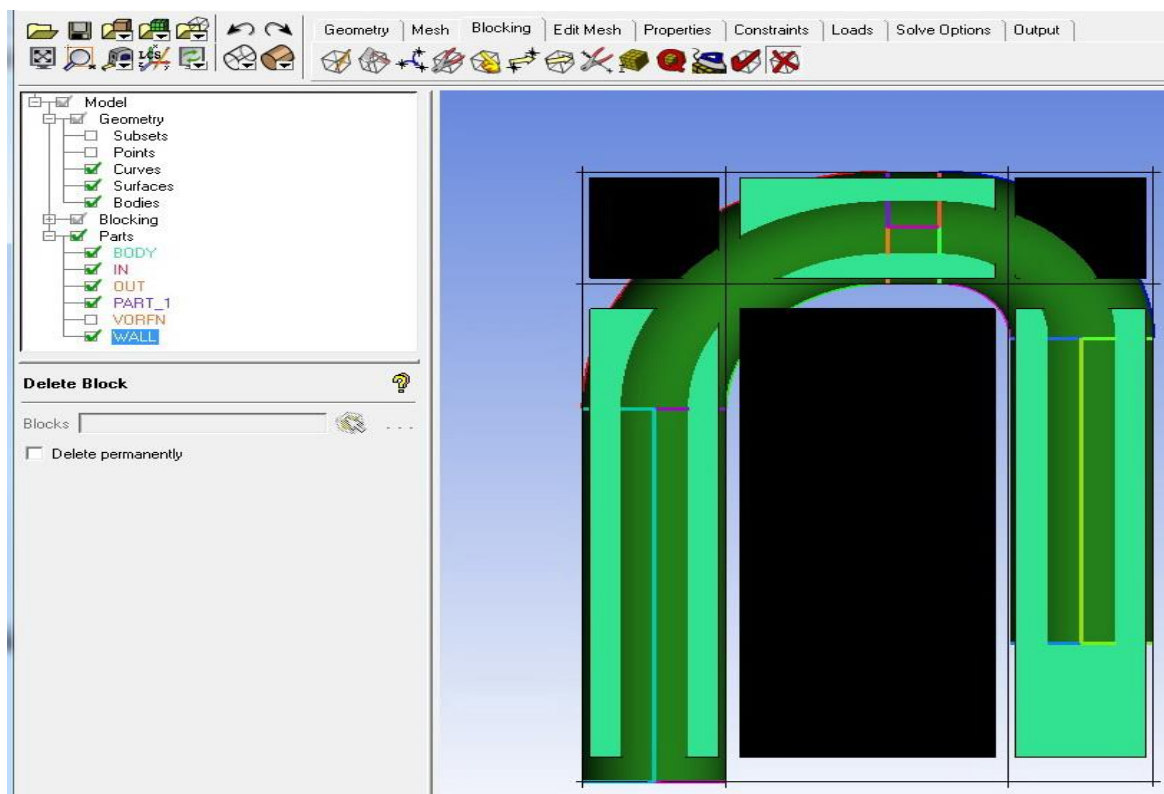 Geometry Mesh Blocking Edit Mesh Properties Constraints Loads Solve Options Output
LCS
Model
Geometry
Subsets
Points
Curves
Surfaces
Bodies
Blocking
Parts
BODY
IN
OUT
PART_1
VORFN
WALL
Delete Block
Blocks
Delete permanently